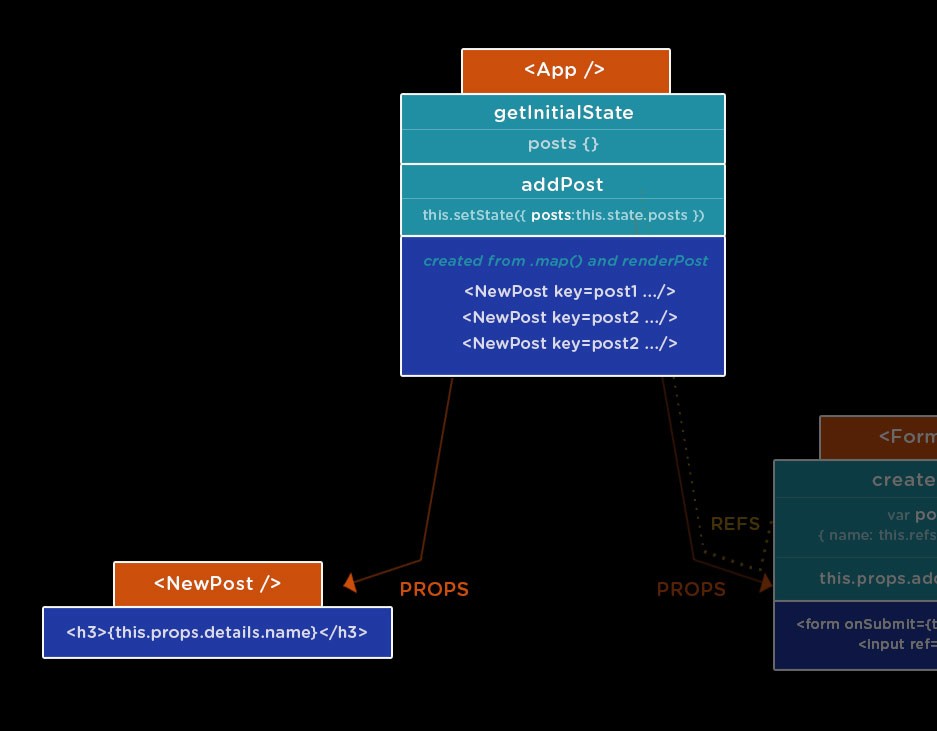 <App />
getInitialState
posts {}
addPost
this.setState({ posts:this.state.posts })
created from .map() and renderPost
<NewPost key=post1 .../>
<NewPost key=post2 .../>
<NewPost key=post2 .../>
<Form
create
REFS
var po
{ name: this.refs
<NewPost />
PROPS
PROPS
this.props.add
<h3>{this.props.details.name}</h3>
<form onSubmit={t
<input ref=